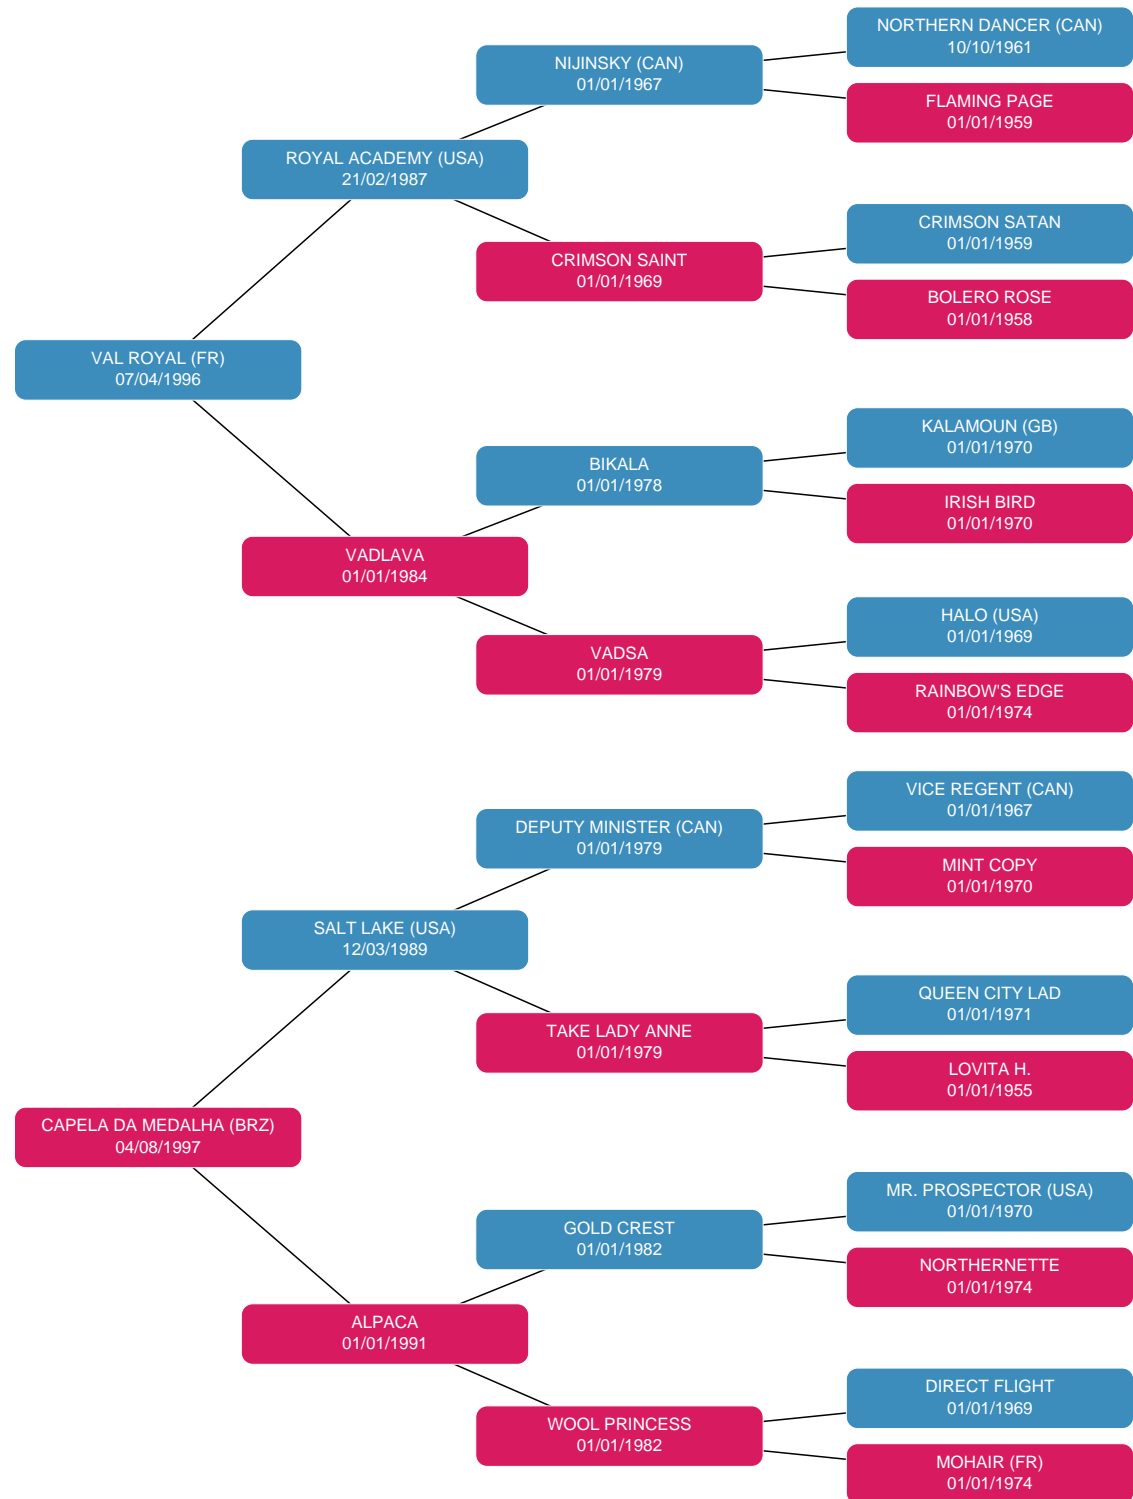 NORTHERN DANCER (CAN)
10/10/1961
NIJINSKY (CAN)
01/01/1967
FLAMING PAGE
01/01/1959
ROYAL ACADEMY (USA)
21/02/1987
CRIMSON SATAN
01/01/1959
CRIMSON SAINT
01/01/1969
BOLERO ROSE
01/01/1958
VAL ROYAL (FR)
07/04/1996
KALAMOUN (GB)
01/01/1970
BIKALA
01/01/1978
IRISH BIRD
01/01/1970
VADLAVA
01/01/1984
HALO (USA)
01/01/1969
VADSA
01/01/1979
RAINBOW'S EDGE
01/01/1974
VICE REGENT (CAN)
01/01/1967
DEPUTY MINISTER (CAN)
01/01/1979
MINT COPY
01/01/1970
SALT LAKE (USA)
12/03/1989
QUEEN CITY LAD
01/01/1971
TAKE LADY ANNE
01/01/1979
LOVITA H.
01/01/1955
CAPELA DA MEDALHA (BRZ)
04/08/1997
MR. PROSPECTOR (USA)
01/01/1970
GOLD CREST
01/01/1982
NORTHERNETTE
01/01/1974
ALPACA
01/01/1991
DIRECT FLIGHT
01/01/1969
WOOL PRINCESS
01/01/1982
MOHAIR (FR)
01/01/1974